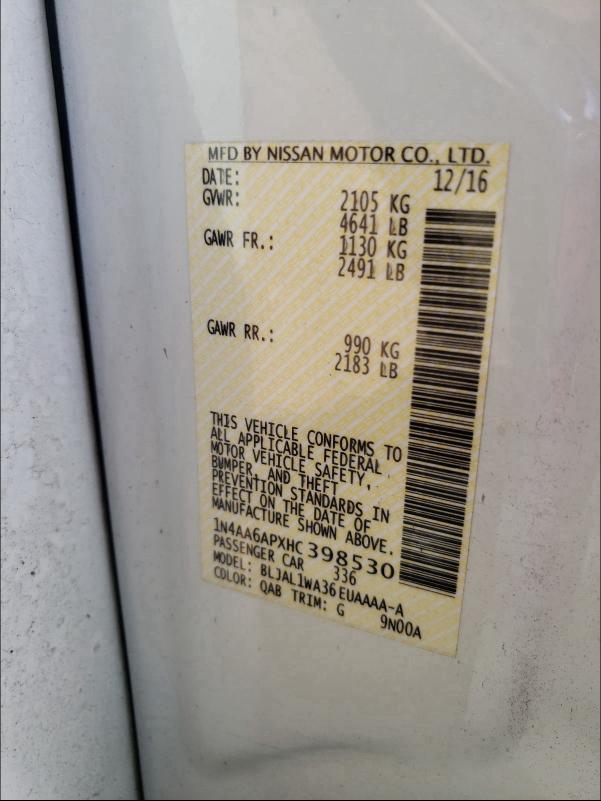 MFD BY NISSAN MOTOR CO., LTD.
DATE: 12/16
GVWR: 2105 KG
4641 LB
GAWR FR.: 1130 KG
2491 LB
GAWR RR.: 990 KG
2183 LB
THIS VEHICLE CONFORMS TO
ALL APPLICABLE FEDERAL
MOTOR VEHICLE SAFETY,
BUMPER, AND THEFT
PREVENTION STANDARDS IN
EFFECT ON THE DATE OF
MANUFACTURE SHOWN ABOVE.
1N4AA6APXHC398530
PASSENGER CAR 336
MODEL: BLJAL1WA36EUAAAA-A
COLOR: QAB TRIM: G 9N00A